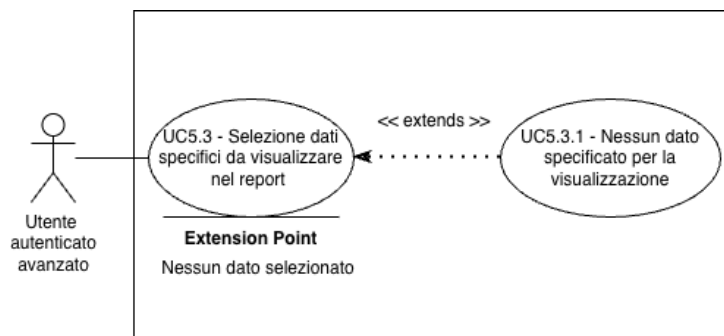 UC5.3 - Selezione dati
specifici da visualizzare
nel report
<< extends >>
UC5.3.1 - Nessun dato
specificato per la
visualizzazione
Utente
autenticato
avanzato
Extension Point
Nessun dato selezionato